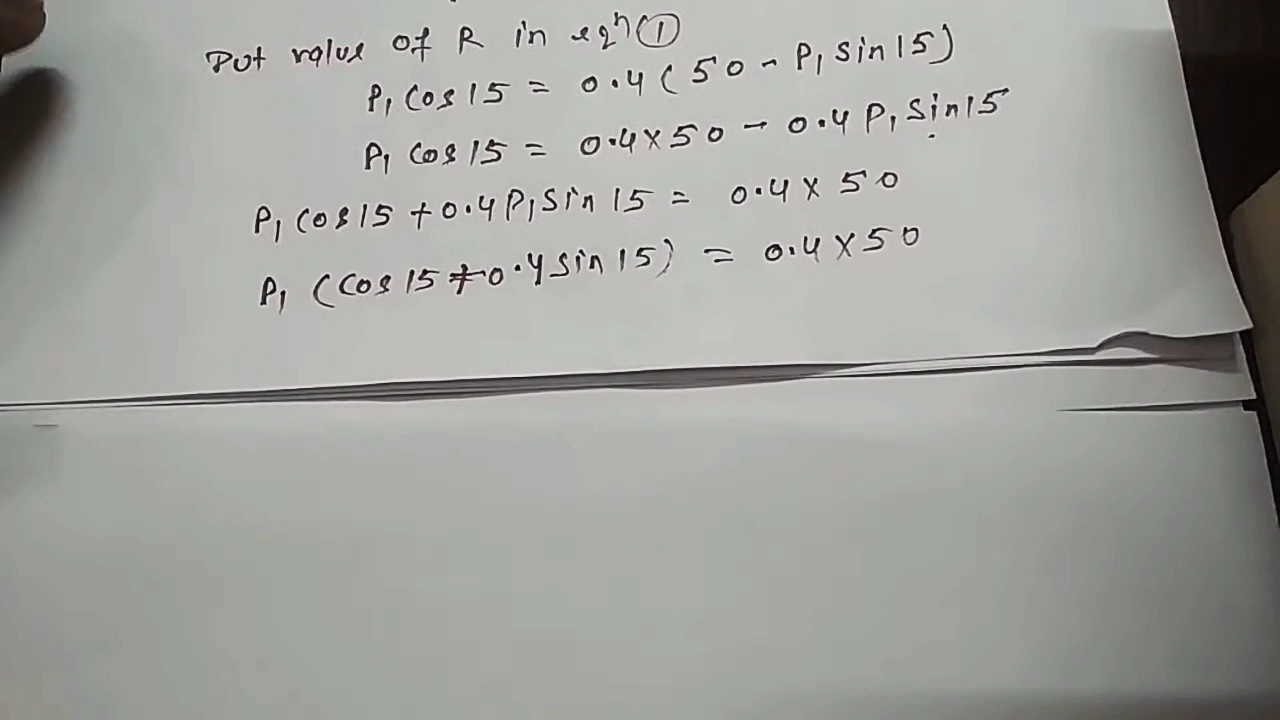 Put value of R in eqn ①
P₁ Cos 15 = 0.4 ( 50 - P₁ Sin 15 )
P₁ Cos 15 = 0.4 × 50 - 0.4 P₁ Sin 15
P₁ Cos 15 + 0.4 P₁ Sin 15 = 0.4 × 50
P₁ ( Cos 15 + 0.4 Sin 15 ) = 0.4 × 50